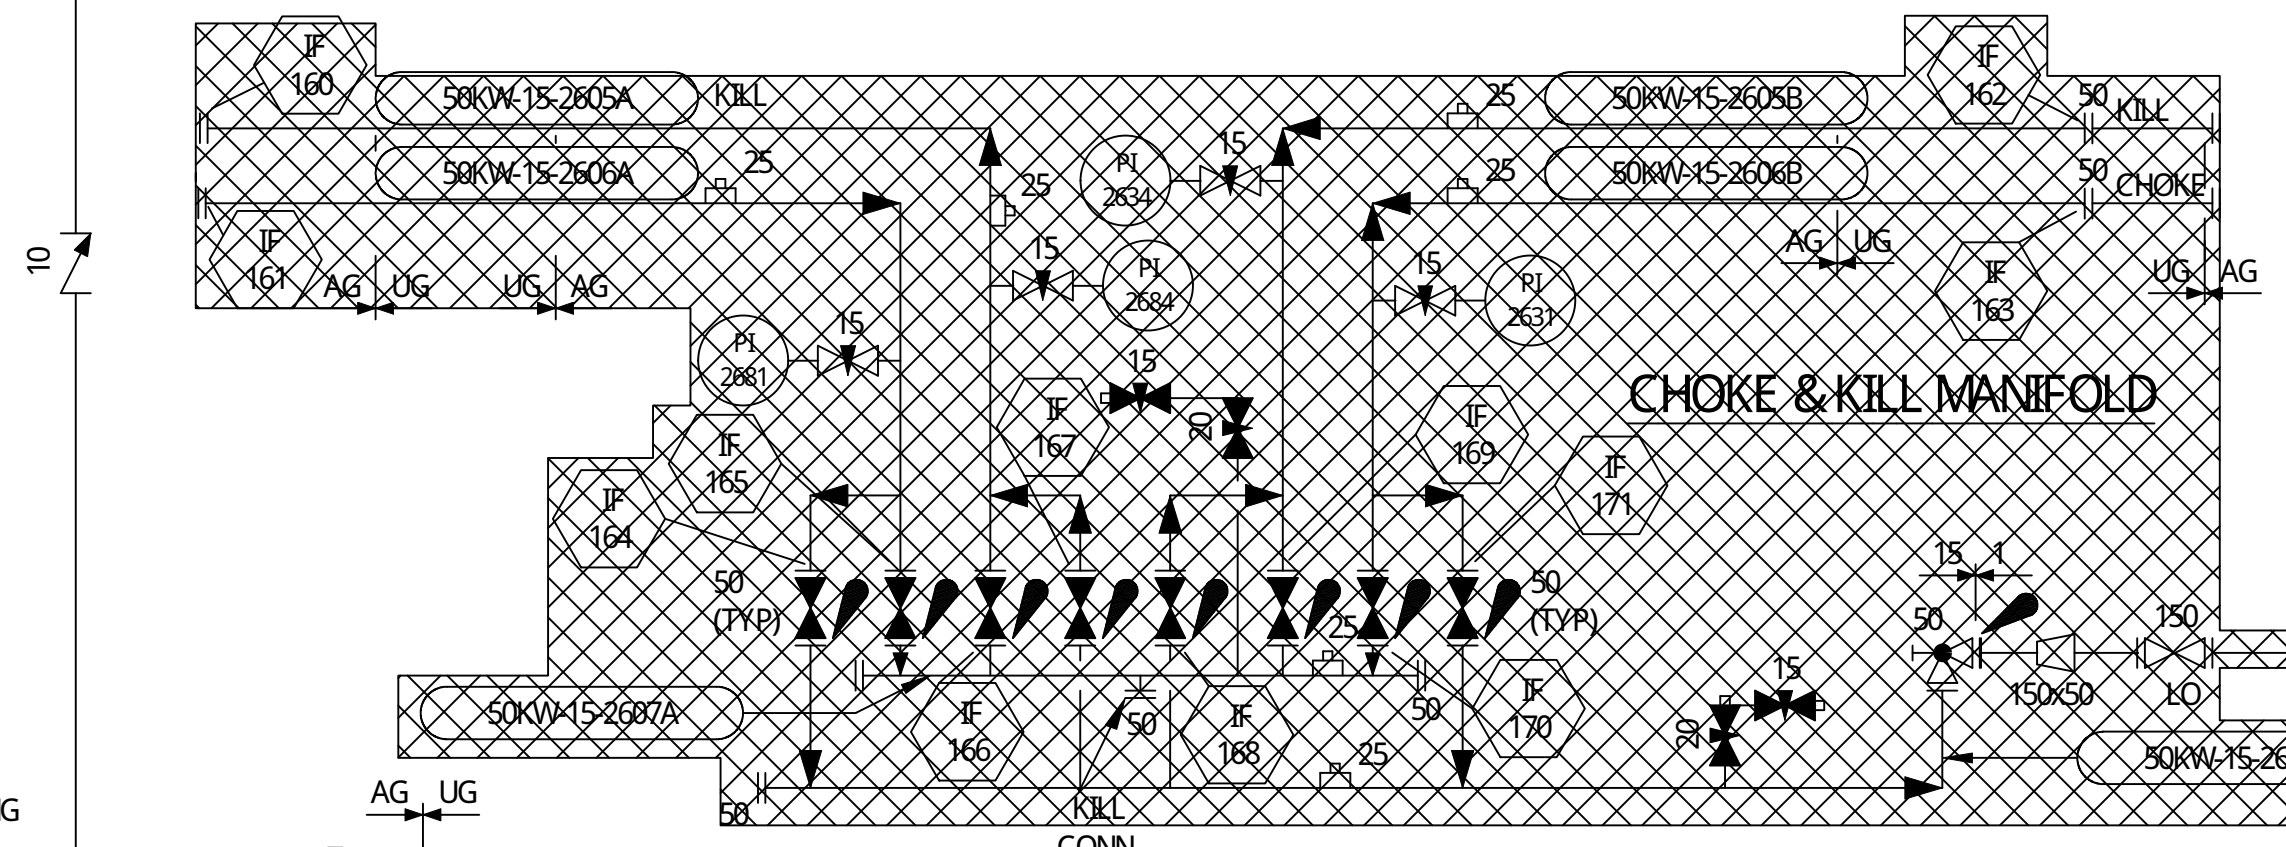 IF
160
50KW-15-2605A
KILL
25
50KW-15-2605B
IF
162
50
KILL
50KW-15-2606A
25
25
PI
2634
15
25
50KW-15-2606B
50
CHOKE
IF
161
AG
UG
UG
AG
15
PI
2684
15
PI
2631
AG
UG
IF
163
UG
AG
10
PI
2681
15
15
20
CHOKE & KILL MANIFOLD
IF
167
IF
169
IF
165
IF
164
IF
171
50
(TYP)
50
(TYP)
25
15
1
50
150
150x50
LO
50KW-15-2607A
IF
166
50
IF
168
50
IF
170
25
15
20
50KW-15-26
AG
UG
50
KILL
CONN